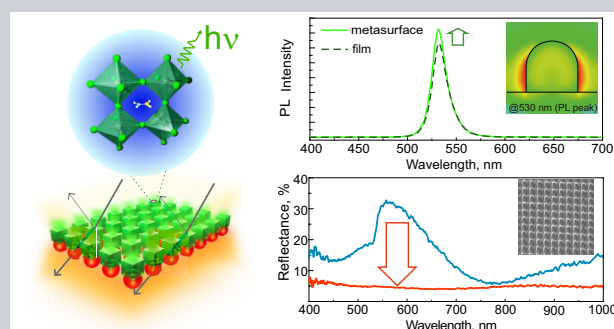 hν
metasurface
film
PL Intensity
@530 nm (PL peak)
400 450 500 550 600 650 700
Wavelength, nm
Reflectance, %
40
30
20
10
400 500 600 700 800 900 1000
Wavelength, nm